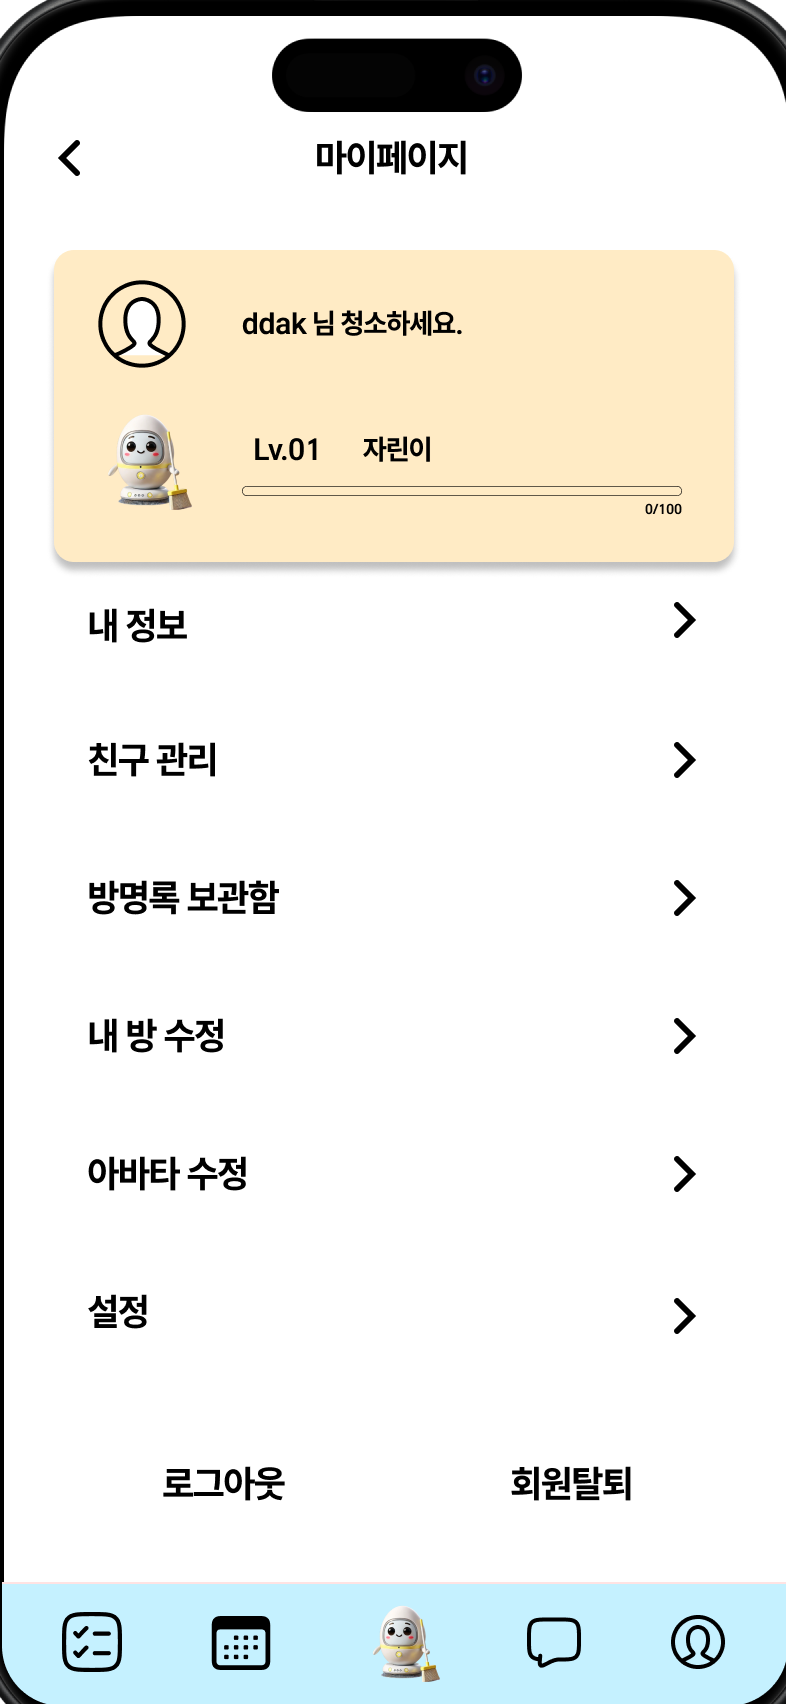 마이페이지
ddak 님 청소하세요.
Lv.01 자린이
0/100
내 정보
친구 관리
방명록 보관함
내 방 수정
아바타 수정
설정
로그아웃 회원탈퇴